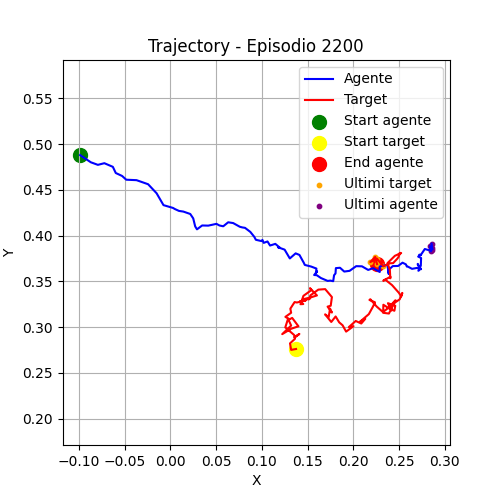 Trajectory - Episodio 2200
Agente
Target
Start agente
Start target
End agente
Ultimi target
Ultimi agente
Y
0.55
0.50
0.45
0.40
0.35
0.30
0.25
0.20
−0.10 −0.05 0.00 0.05 0.10 0.15 0.20 0.25 0.30
X